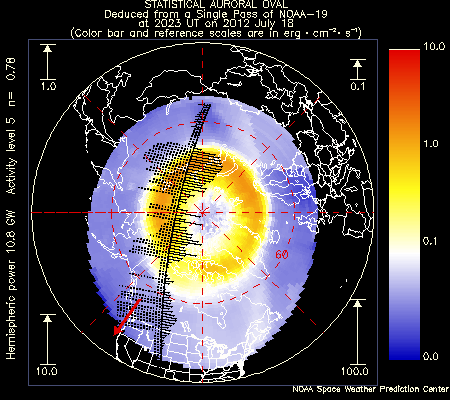 STATISTICAL AURORAL OVAL
Deduced from a Single Pass of NOAA-19
at 2023 UT on 2012 July 18
(Color bar and reference scales are in erg · cm⁻² · s⁻¹)
Hemispheric power 10.8 GW Activity level 5 n= 0.78
1.0
0.1
10.0
100.0
60
10.0
1.0
0.1
0.0
NOAA Space Weather Prediction Center